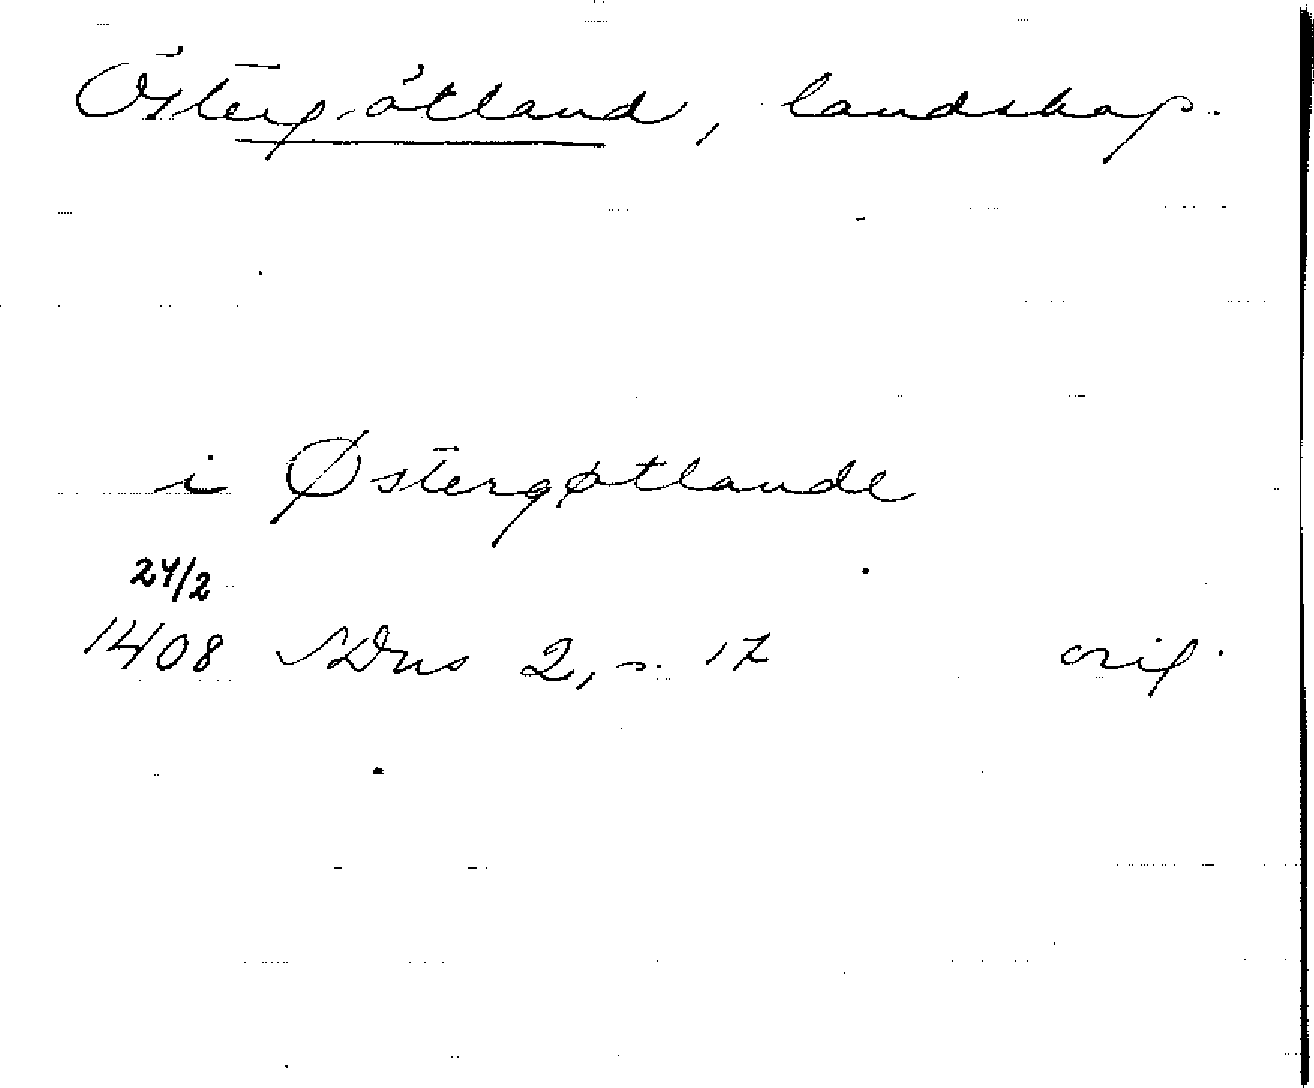 Östergötland, landskap.
i Østergøtlande
24/2
1408 SDns 2, s. 17 orig.